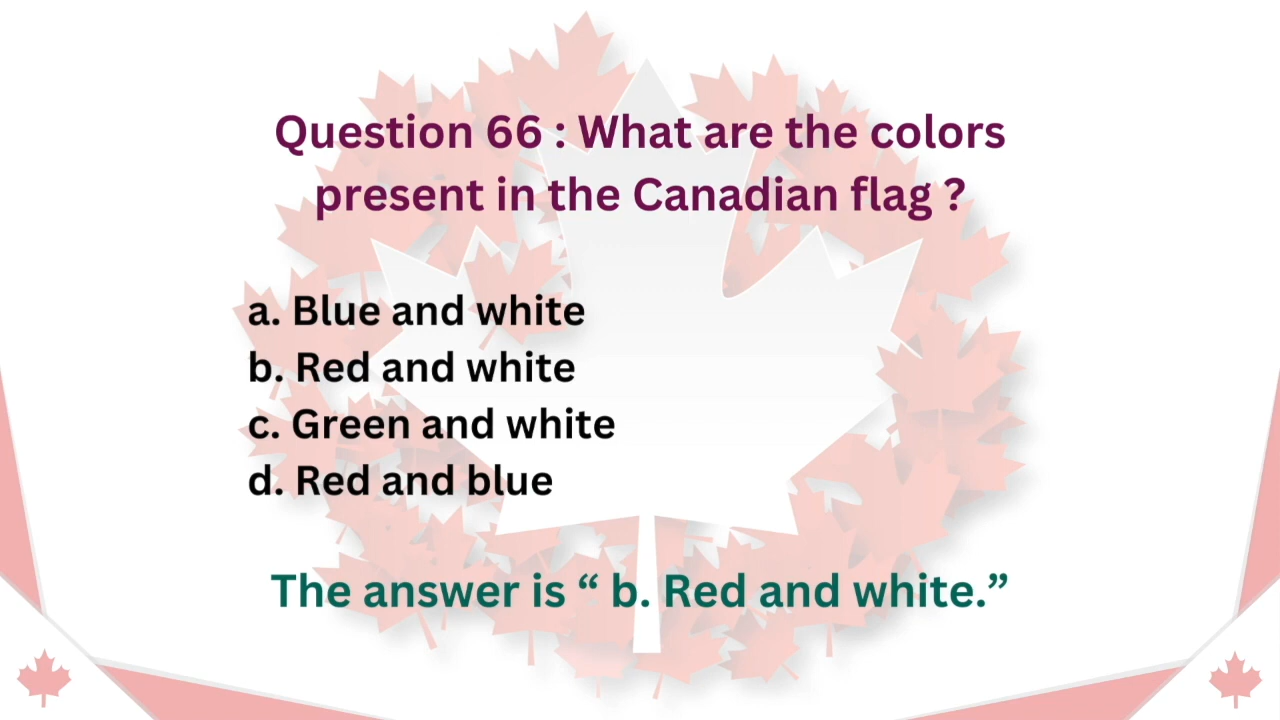 Question 66 : What are the colors
present in the Canadian flag ?
a. Blue and white
b. Red and white
c. Green and white
d. Red and blue
The answer is “ b. Red and white.”